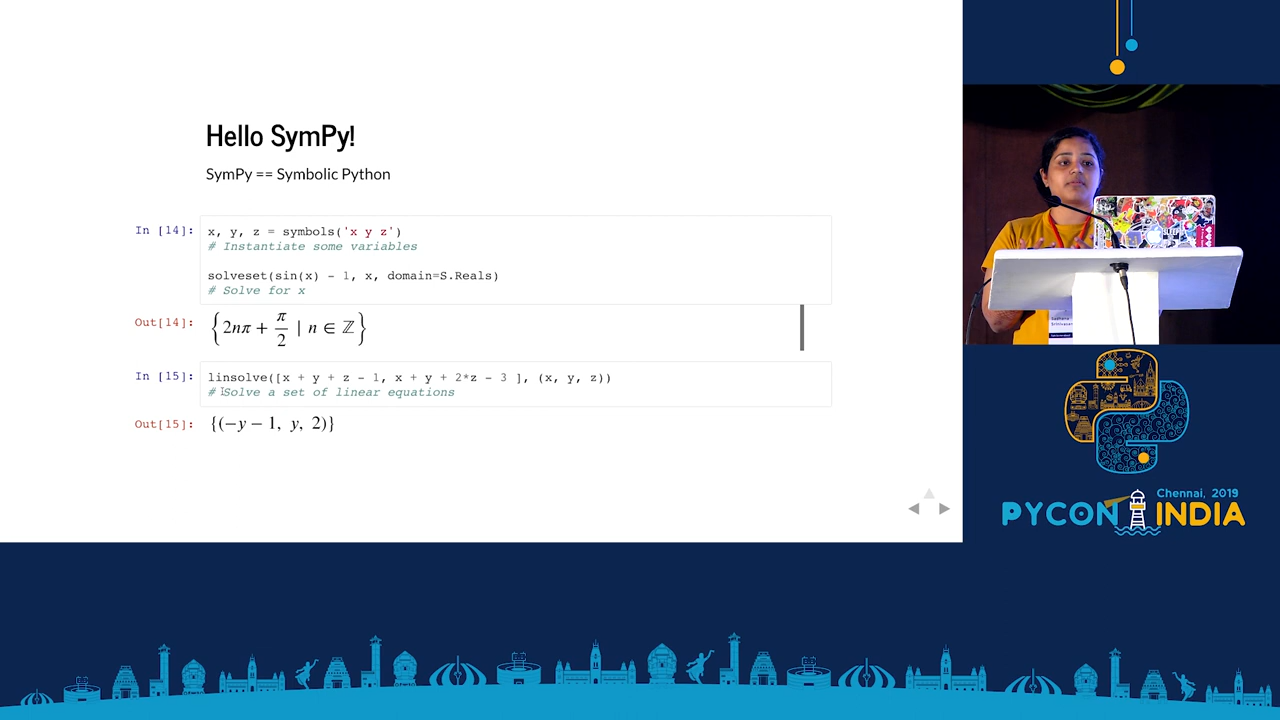 Hello SymPy!
SymPy == Symbolic Python
In [14]:
x, y, z = symbols('x y z')
# Instantiate some variables
solveset(sin(x) - 1, x, domain=S.Reals)
# Solve for x
Out[14]:
{2nπ + π/2 | n ∈ ℤ}
In [15]:
linsolve([x + y + z - 1, x + y + 2*z - 3 ], (x, y, z))
# Solve a set of linear equations
Out[15]:
{(−y − 1, y, 2)}
Chennai, 2019
PYCON INDIA